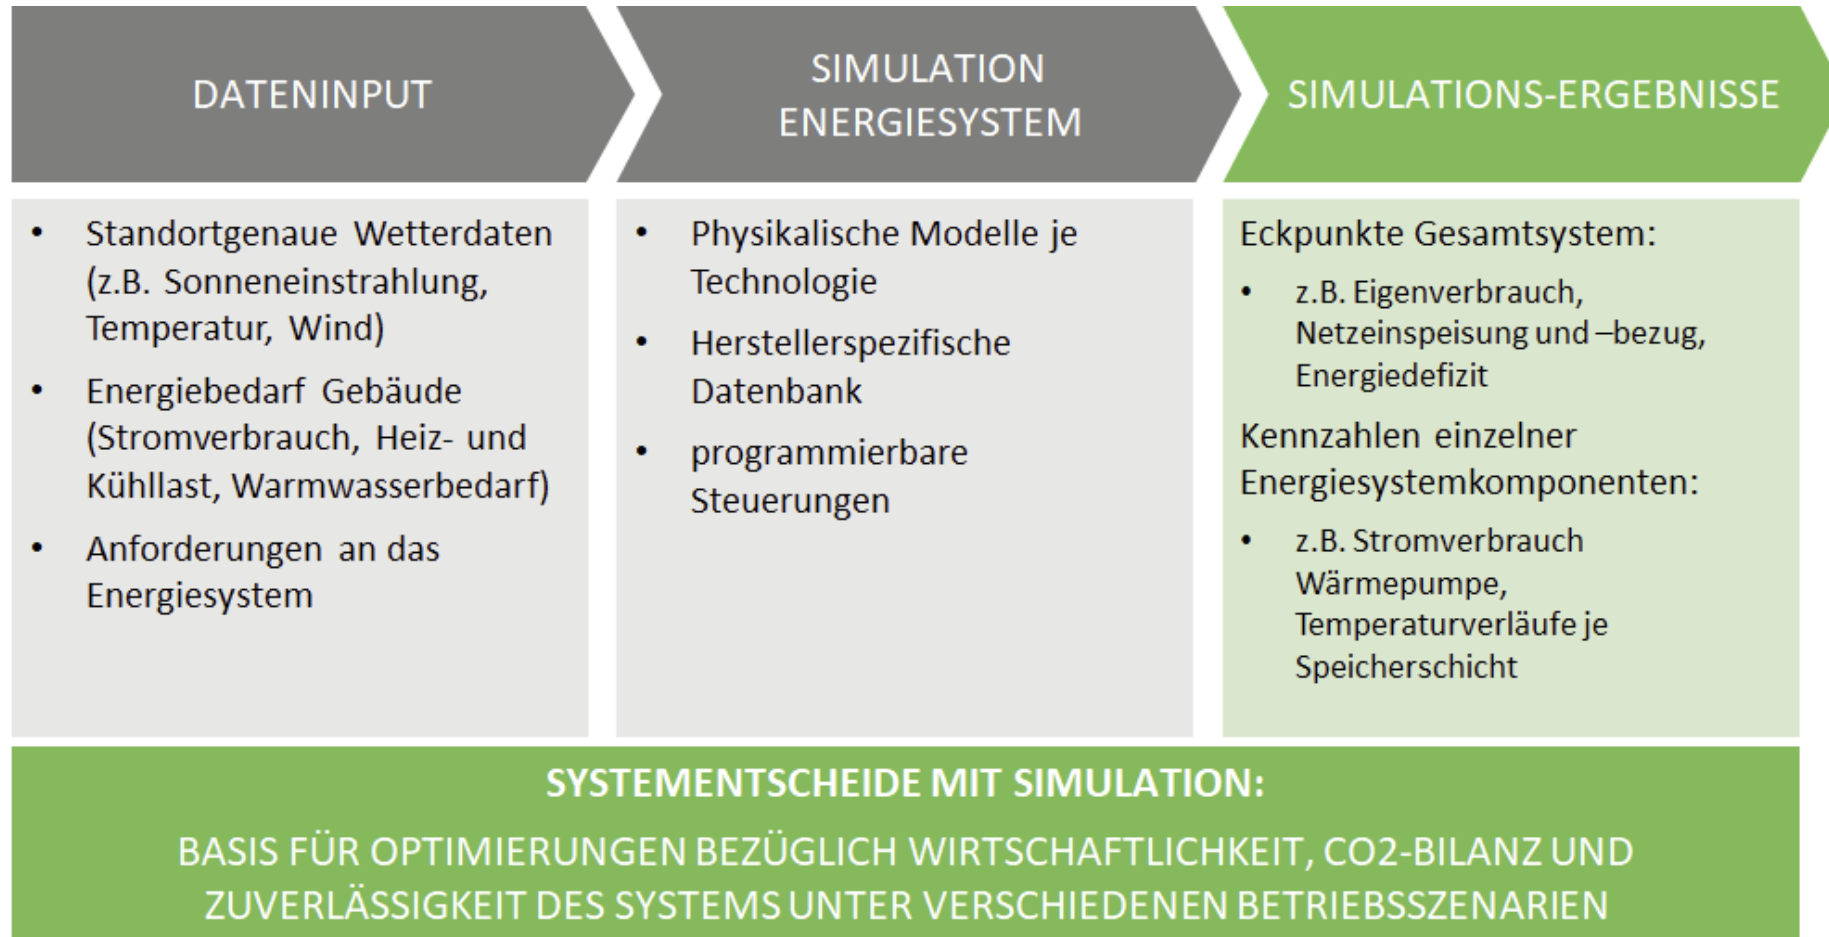 DATENINPUT
SIMULATION
ENERGIESYSTEM
SIMULATIONS-ERGEBNISSE
• Standortgenaue Wetterdaten
(z.B. Sonneneinstrahlung,
Temperatur, Wind)
• Energiebedarf Gebäude
(Stromverbrauch, Heiz- und
Kühllast, Warmwasserbedarf)
• Anforderungen an das
Energiesystem
• Physikalische Modelle je
Technologie
• Herstellerspezifische
Datenbank
• programmierbare
Steuerungen
Eckpunkte Gesamtsystem:
• z.B. Eigenverbrauch,
Netzeinspeisung und –bezug,
Energiedefizit
Kennzahlen einzelner
Energiesystemkomponenten:
• z.B. Stromverbrauch
Wärmepumpe,
Temperaturverläufe je
Speicherschicht
SYSTEMENTSCHEIDE MIT SIMULATION:
BASIS FÜR OPTIMIERUNGEN BEZÜGLICH WIRTSCHAFTLICHKEIT, CO2-BILANZ UND
ZUVERLÄSSIGKEIT DES SYSTEMS UNTER VERSCHIEDENEN BETRIEBSSZENARIEN